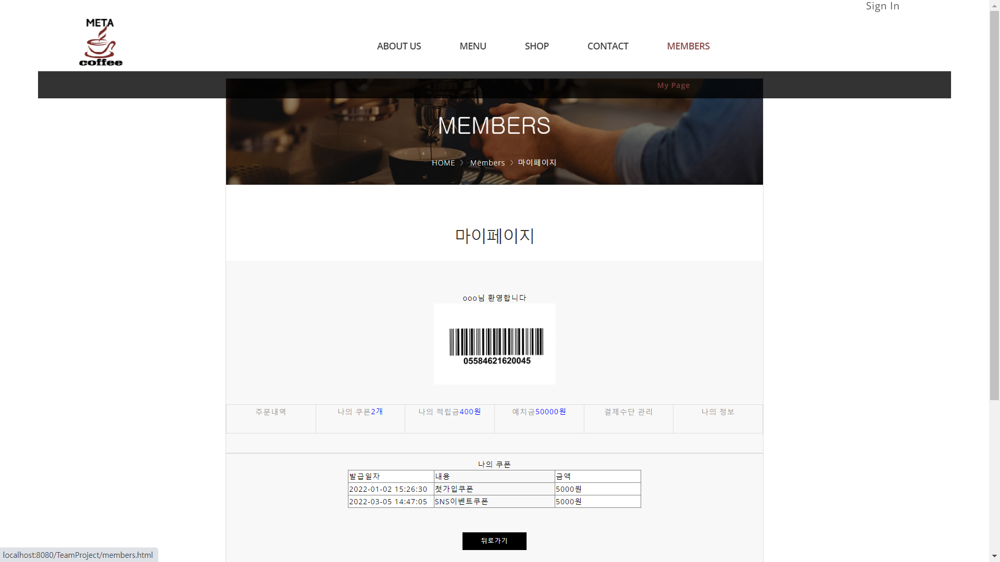 Sign In
META
coffee
ABOUT US MENU SHOP CONTACT MEMBERS
My Page
MEMBERS
HOME > Members > 마이페이지
마이페이지
ooo님 환영합니다
05584621620045
주문내역 나의 쿠폰2개 나의 적립금400원 예치금50000원 결제수단 관리 나의 정보
나의 쿠폰
발급일자 내용 금액
2022-01-02 15:26:30 첫가입쿠폰 5000원
2022-03-05 14:47:05 SNS이벤트쿠폰 5000원
뒤로가기
localhost:8080/TeamProject/members.html